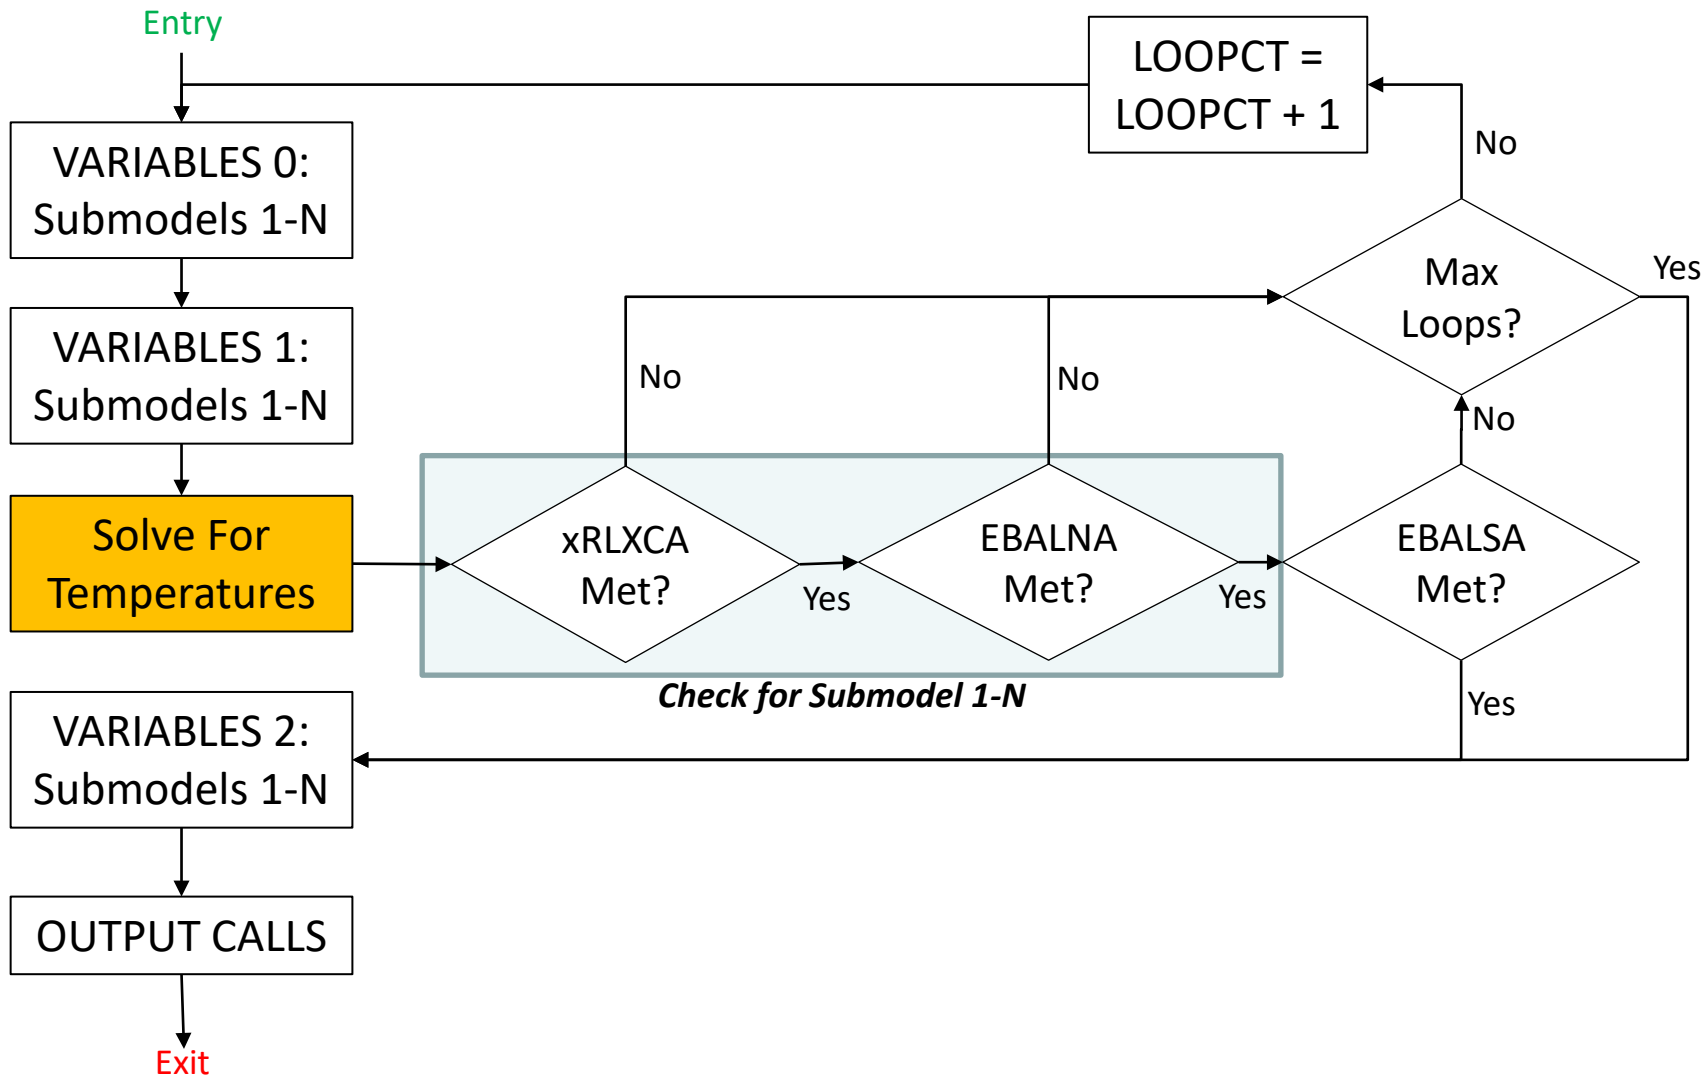 Entry
LOOPCT =
LOOPCT + 1
No
VARIABLES 0:
Submodels 1-N
Max
Loops?
Yes
VARIABLES 1:
Submodels 1-N
No
No
No
Solve For
Temperatures
xRLXCA
Met?
Yes
EBALNA
Met?
Yes
EBALSA
Met?
Check for Submodel 1-N
Yes
VARIABLES 2:
Submodels 1-N
OUTPUT CALLS
Exit